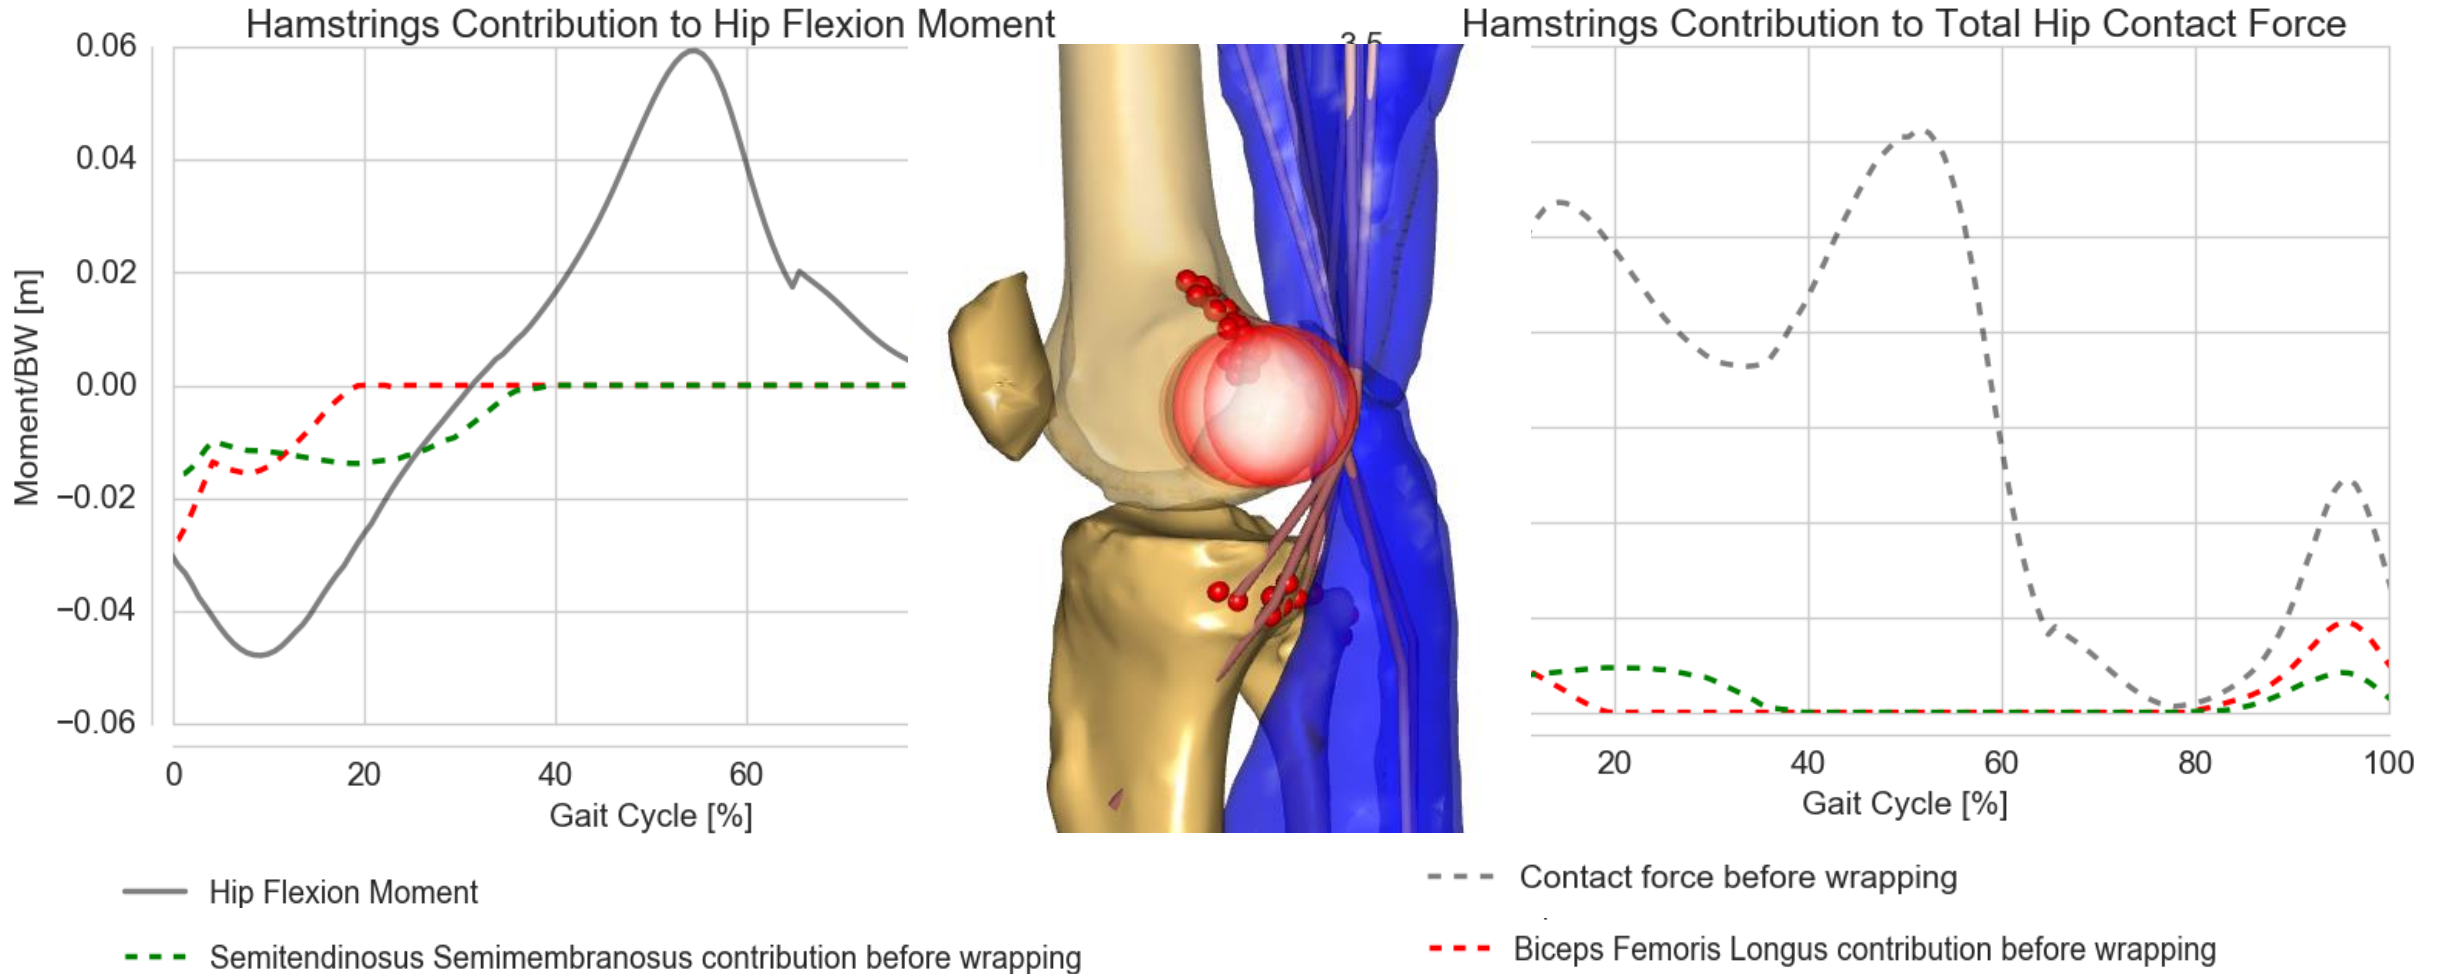 Hamstrings Contribution to Hip Flexion Moment
0.06
0.04
0.02
0.00
−0.02
−0.04
−0.06
Moment/BW [m]
0 20 40 60
Gait Cycle [%]
Hip Flexion Moment
Semitendinosus Semimembranosus contribution before wrapping
3.5
Hamstrings Contribution to Total Hip Contact Force
20 40 60 80 100
Gait Cycle [%]
Contact force before wrapping
Biceps Femoris Longus contribution before wrapping